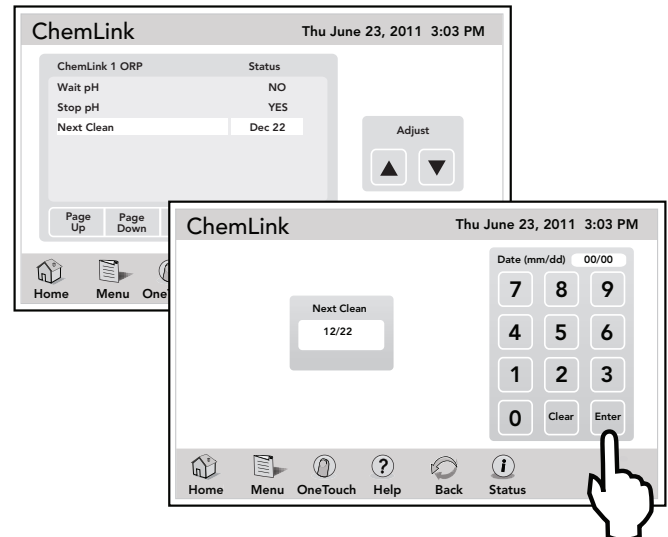 ChemLink Thu June 23, 2011 3:03 PM
ChemLink 1 ORP Status
Wait pH NO
Stop pH YES
Next Clean Dec 22
Adjust
Page Up Page Down
Home Menu
ChemLink Thu June 23, 2011 3:03 PM
Date (mm/dd) 00/00
Next Clean
12/22
7 8 9
4 5 6
1 2 3
0 Clear Enter
Home Menu OneTouch Help Back Status